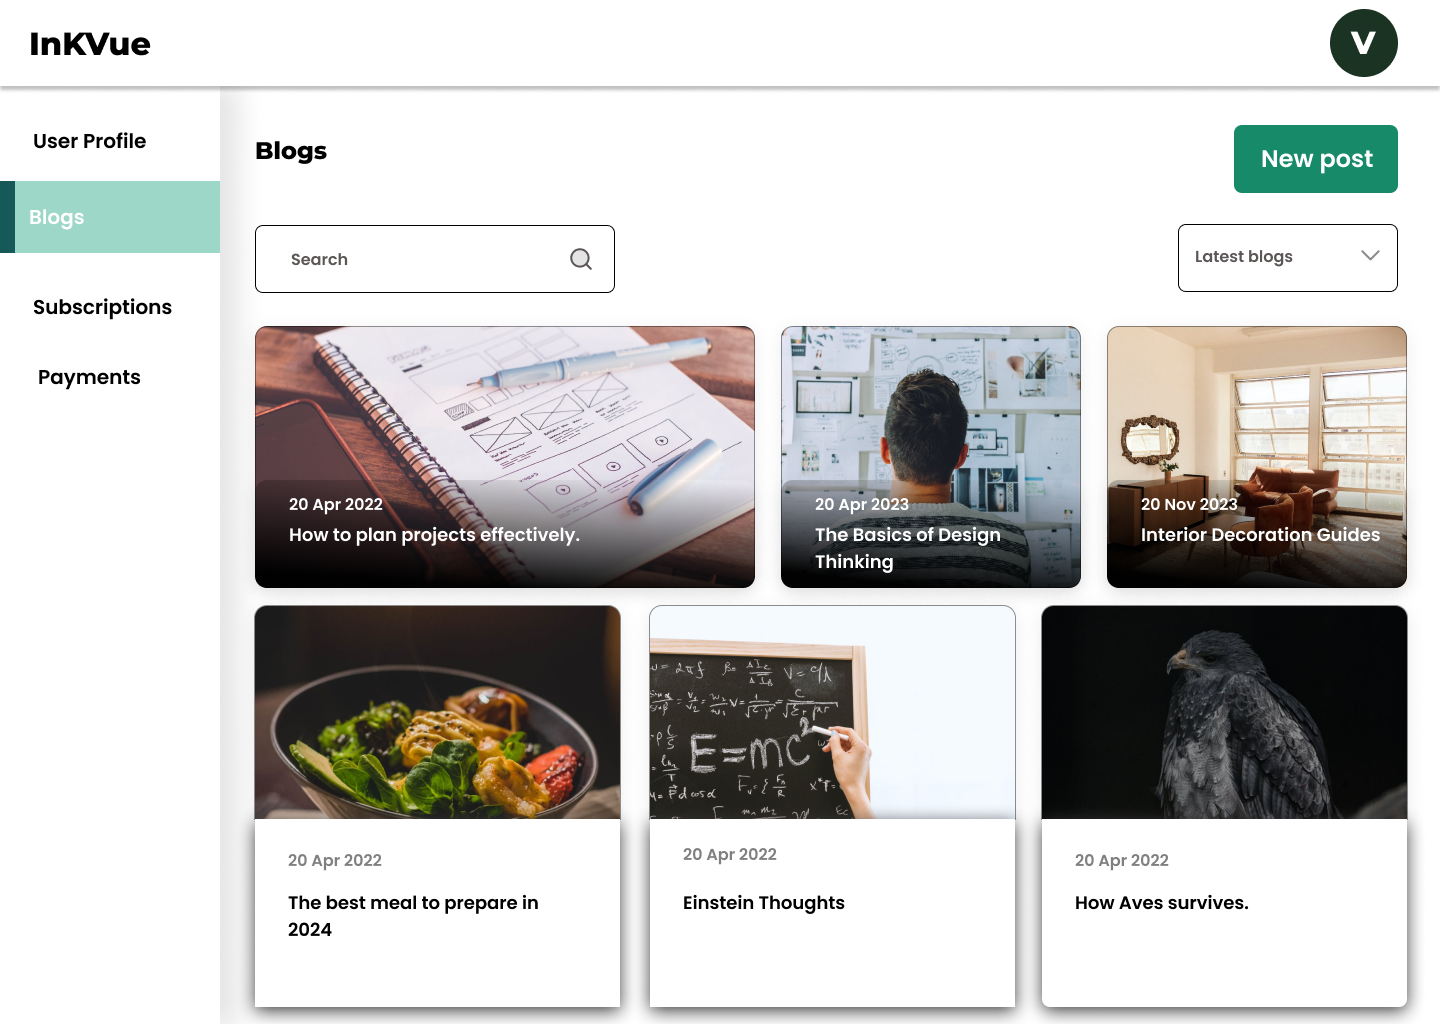 InKVue
V
User Profile
Blogs
Subscriptions
Payments
Blogs
New post
Search
Latest blogs
20 Apr 2022
How to plan projects effectively.
20 Apr 2023
The Basics of Design
Thinking
20 Nov 2023
Interior Decoration Guides
E=mc²
20 Apr 2022
The best meal to prepare in
2024
20 Apr 2022
Einstein Thoughts
20 Apr 2022
How Aves survives.